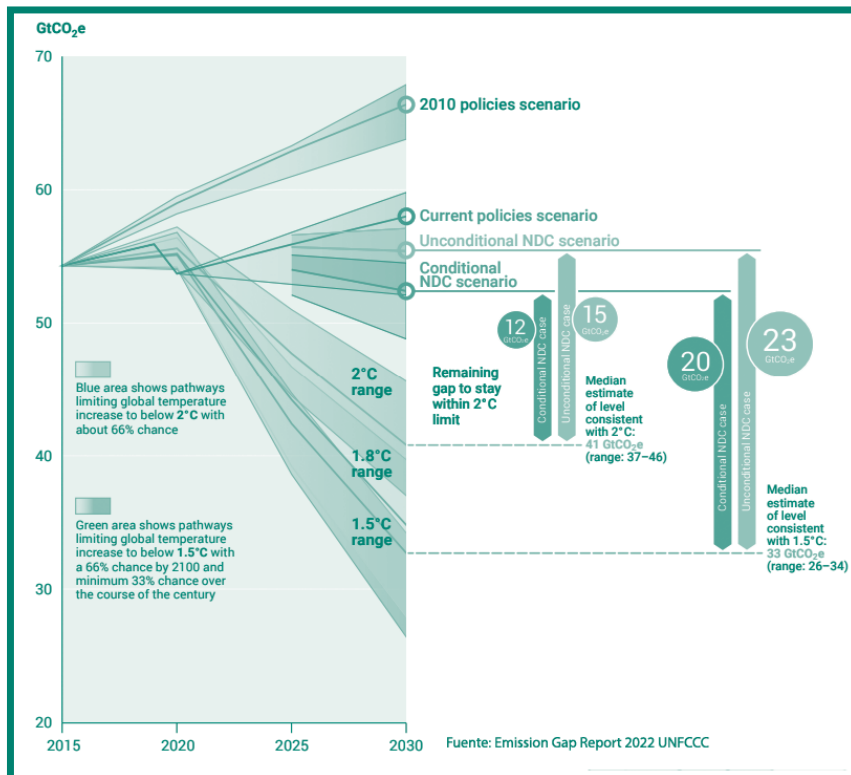 GtCO2e
70
60
50
40
30
20
2015
2020
2025
2030
2010 policies scenario
Current policies scenario
Unconditional NDC scenario
Conditional
NDC scenario
2°C
range
1.8°C
range
1.5°C
range
Blue area shows pathways
limiting global temperature
increase to below 2°C with
about 66% chance
Green area shows pathways
limiting global temperature
increase to below 1.5°C with
a 66% chance by 2100 and
minimum 33% chance over
the course of the century
Remaining
gap to stay
within 2°C
limit
12
GtCO2e
Conditional NDC case
Unconditional NDC case
15
GtCO2e
Median
estimate
of level
consistent
with 2°C:
41 GtCO2e
(range: 37–46)
20
GtCO2e
Conditional NDC case
Unconditional NDC case
23
GtCO2e
Median
estimate
of level
consistent
with 1.5°C:
33 GtCO2e
(range: 26–34)
Fuente: Emission Gap Report 2022 UNFCCC